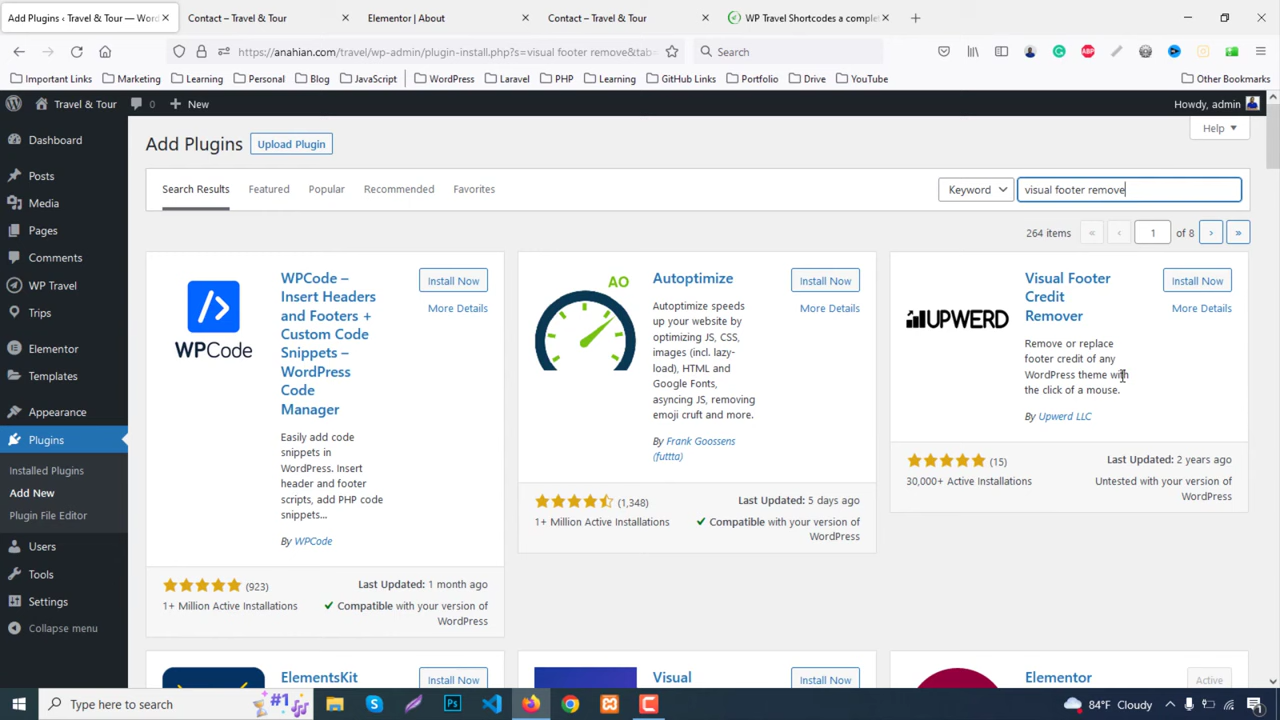 Add Plugins ‹ Travel & Tour — Wor
Contact – Travel & Tour
Elementor | About
Contact – Travel & Tour
WP Travel Shortcodes a complet
https://anahian.com/travel/wp-admin/plugin-install.php?s=visual footer remove&tab=
Search
Important Links
Marketing
Learning
Personal
Blog
JavaScript
WordPress
Laravel
PHP
Learning
GitHub Links
Portfolio
Drive
YouTube
Other Bookmarks
Travel & Tour
0
New
Howdy, admin
Dashboard
Posts
Media
Pages
Comments
WP Travel
Trips
Elementor
Templates
Appearance
Plugins
Installed Plugins
Add New
Plugin File Editor
Users
Tools
Settings
Collapse menu
Add Plugins
Upload Plugin
Help
Search Results
Featured
Popular
Recommended
Favorites
Keyword
visual footer remove
264 items
«
‹
1
of 8
›
»
WPCode –
Insert Headers
and Footers +
Custom Code
Snippets –
WordPress
Code
Manager
Install Now
More Details
WPCode
Easily add code
snippets in
WordPress. Insert
header and footer
scripts, add PHP code
snippets...
By WPCode
(923)
1+ Million Active Installations
Last Updated: 1 month ago
Compatible with your version of
WordPress
AO
Autoptimize
Install Now
More Details
Autoptimize speeds
up your website by
optimizing JS, CSS,
images (incl. lazy-
load), HTML and
Google Fonts,
asyncing JS, removing
emoji cruft and more.
By Frank Goossens
(futtta)
(1,348)
1+ Million Active Installations
Last Updated: 5 days ago
Compatible with your version of
WordPress
UPWERD
Visual Footer
Credit
Remover
Install Now
More Details
Remove or replace
footer credit of any
WordPress theme with
the click of a mouse.
By Upwerd LLC
(15)
30,000+ Active Installations
Last Updated: 2 years ago
Untested with your version of
WordPress
ElementsKit
Install Now
Visual
Install Now
Elementor
Active
Type here to search
#1
Ps
84°F Cloudy
1